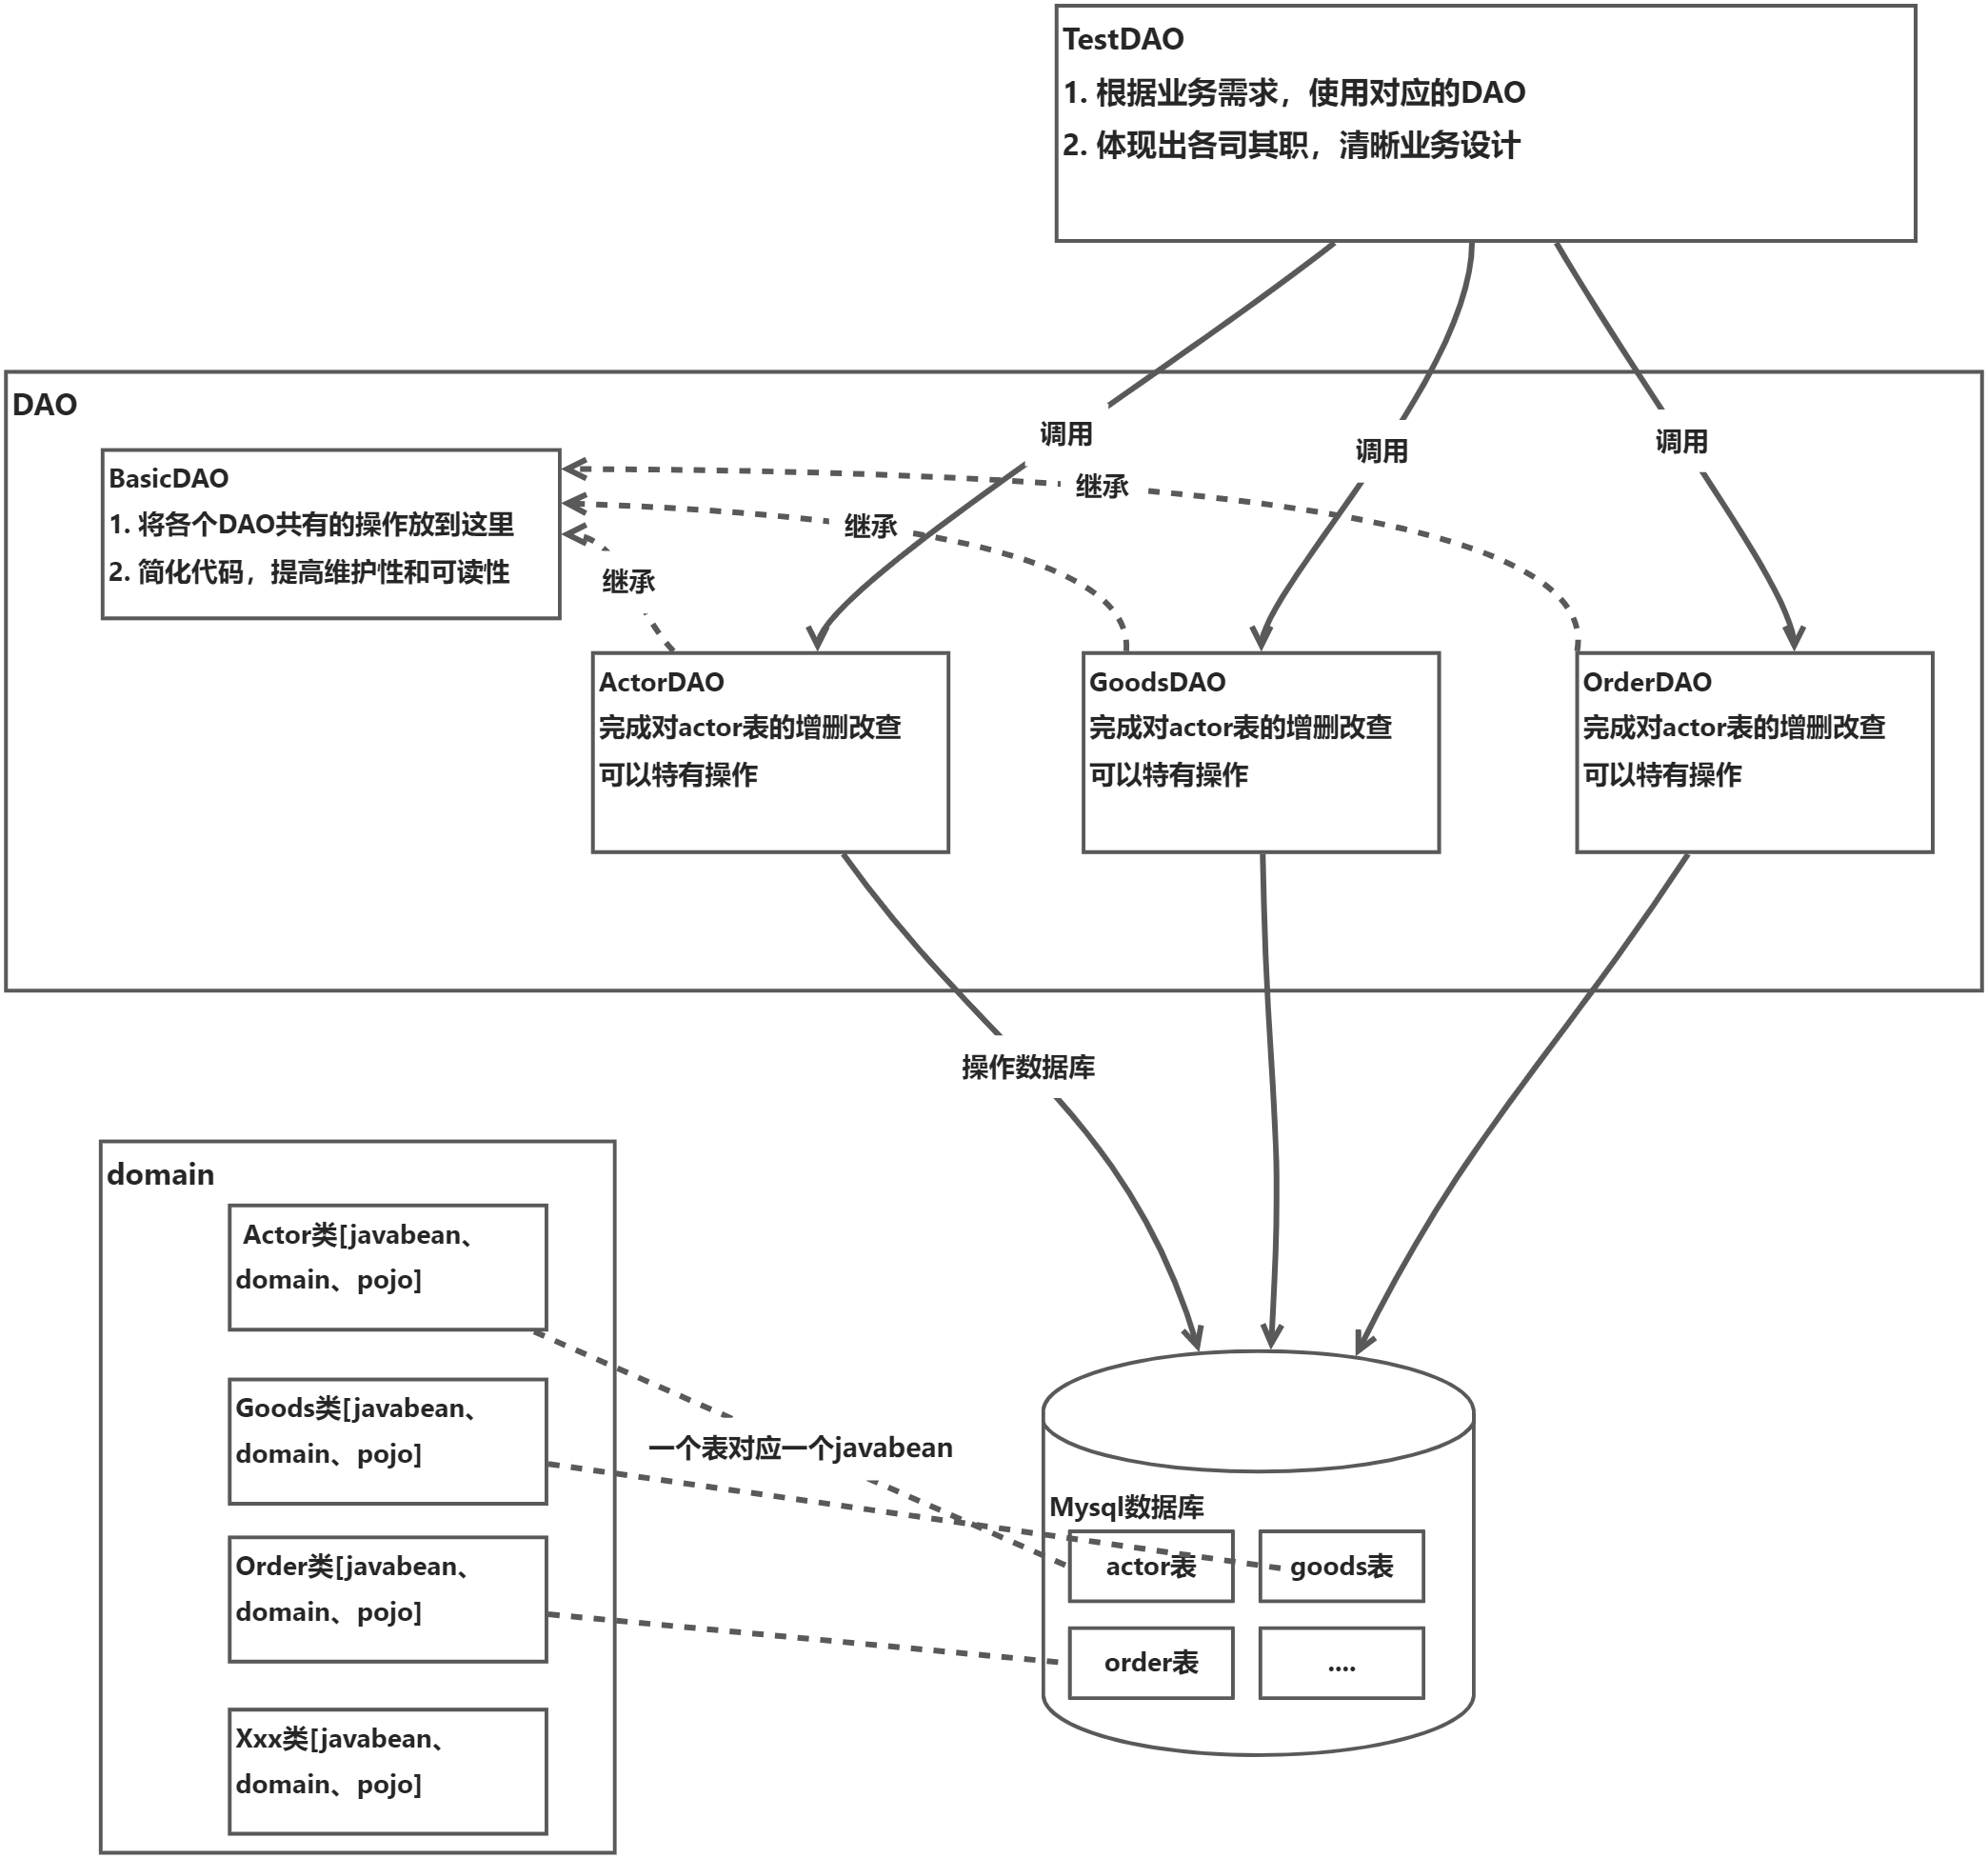 TestDAO
1. 根据业务需求，使用对应的DAO
2. 体现出各司其职，清晰业务设计
DAO
调用
调用
调用
BasicDAO
1. 将各个DAO共有的操作放到这里
2. 简化代码，提高维护性和可读性
继承
继承
继承
ActorDAO
完成对actor表的增删改查
可以特有操作
GoodsDAO
完成对actor表的增删改查
可以特有操作
OrderDAO
完成对actor表的增删改查
可以特有操作
操作数据库
domain
Actor类[javabean、
domain、pojo]
Goods类[javabean、
domain、pojo]
Order类[javabean、
domain、pojo]
Xxx类[javabean、
domain、pojo]
一个表对应一个javabean
Mysql数据库
actor表
goods表
order表
....